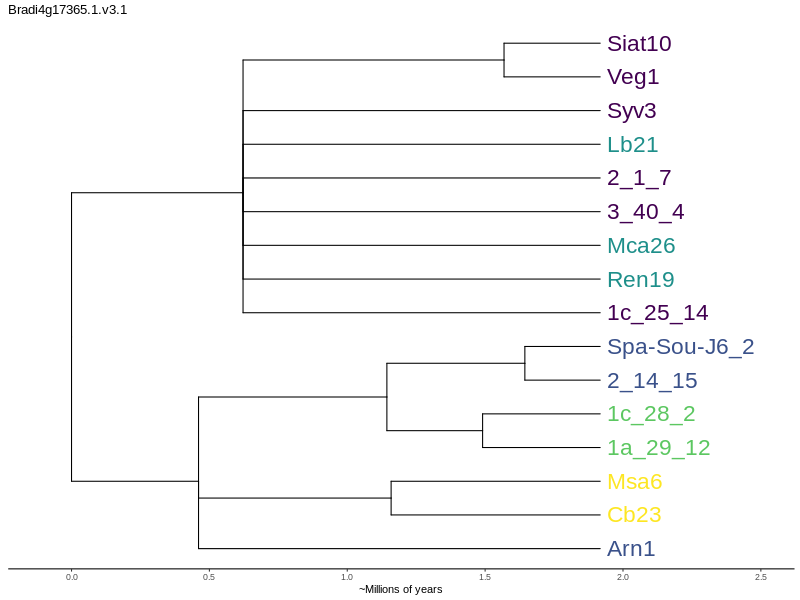 Bradi4g17365.1.v3.1
Siat10
Veg1
Syv3
Lb21
2_1_7
3_40_4
Mca26
Ren19
1c_25_14
Spa-Sou-J6_2
2_14_15
1c_28_2
1a_29_12
Msa6
Cb23
Arn1
0.0 0.5 1.0 1.5 2.0 2.5
~Millions of years